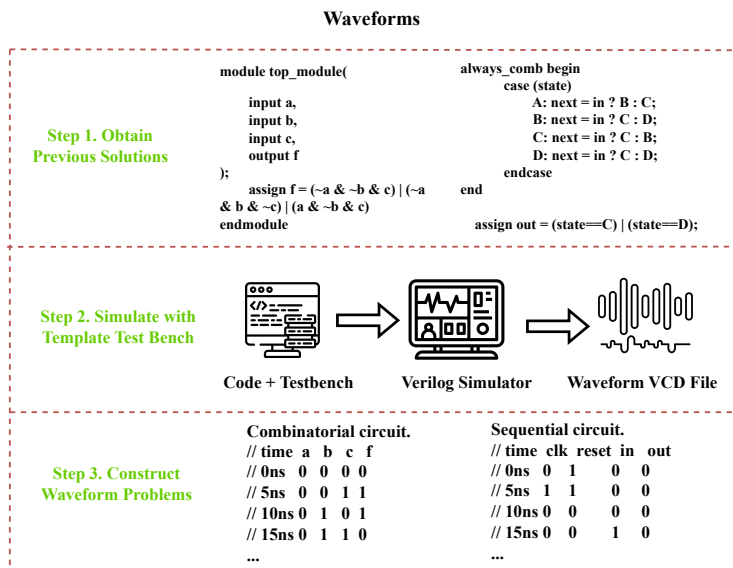 Waveforms
Step 1. Obtain
Previous Solutions
module top_module(
input a,
input b,
input c,
output f
);
assign f = (~a & ~b & c) | (~a
& b & ~c) | (a & ~b & c)
endmodule
always_comb begin
case (state)
A: next = in ? B : C;
B: next = in ? C : D;
C: next = in ? C : B;
D: next = in ? C : D;
endcase
end
assign out = (state==C) | (state==D);
Step 2. Simulate with
Template Test Bench
</>
Code + Testbench
Verilog Simulator
Waveform VCD File
Step 3. Construct
Waveform Problems
Combinatorial circuit.
// time a b c f
// 0ns 0 0 0 0
// 5ns 0 0 1 1
// 10ns 0 1 0 1
// 15ns 0 1 1 0
...
Sequential circuit.
// time clk reset in out
// 0ns 0 1 0 0
// 5ns 1 1 0 0
// 10ns 0 0 0 0
// 15ns 0 0 1 0
...